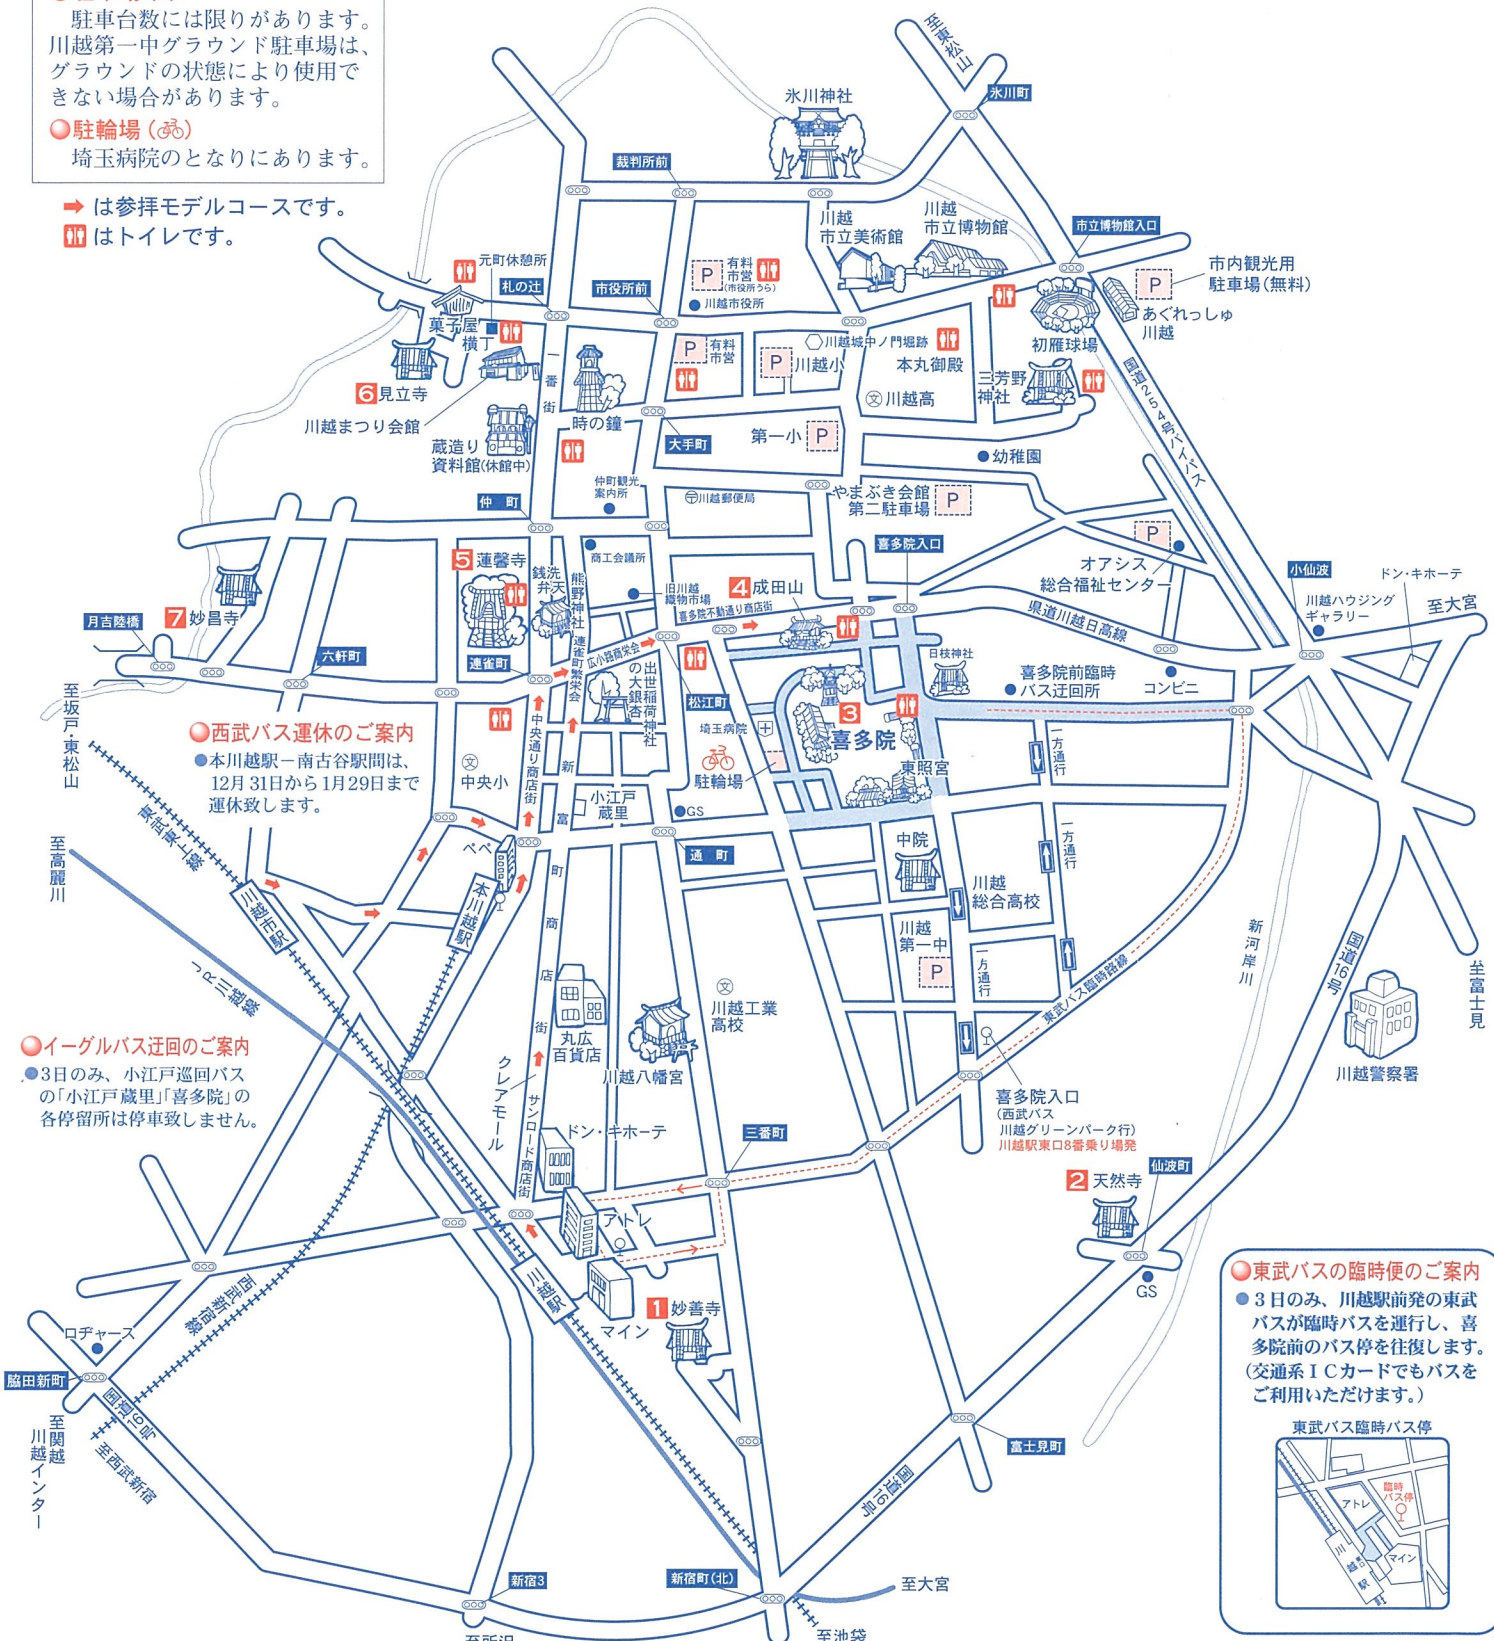 駐車台数には限りがあります。
川越第一中グラウンド駐車場は、
グラウンドの状態により使用で
きない場合があります。
●駐輪場(🚲)
埼玉病院のとなりにあります。
➡は参拝モデルコースです。
はトイレです。
至東松山
氷川町
氷川神社
裁判所前
川越
市立美術館
川越
市立博物館
市立博物館入口
元町休憩所
札の辻
市役所前
P
有料
市営
(市役所うら)
川越市役所
P
市内観光用
駐車場(無料)
あぐれっしゅ
川越
初雁球場
国道254号バイパス
菓子屋
横丁
6 見立寺
川越まつり会館
一番街
時の鐘
P
有料
市営
P
川越小
川越城中ノ門堀跡
本丸御殿
三芳野
神社
文 川越高
蔵造り
資料館(休館中)
大手町
第一小 P
幼稚園
仲町
仲町観光
案内所
川越郵便局
やまぶき会館
第二駐車場
P
P
オアシス
総合福祉センター
喜多院入口
小仙波
川越ハウジング
ギャラリー
ドン・キホーテ
至大宮
県道川越日高線
コンビニ
商工会議所
旧川越
織物市場
喜多院不動通り商店街
4 成田山
5 蓮馨寺
銭洗
弁天
熊野神社
連雀町繁栄会
連雀町
広小路商栄会
出世稲荷神社
の大銀杏
松江町
7 妙昌寺
月吉陸橋
六軒町
至坂戸・東松山
日枝神社
喜多院前臨時
バス迂回所
埼玉病院
駐輪場
3
喜多院
東照宮
一方通行
一方通行
一方通行
●西武バス運休のご案内
●本川越駅－南古谷駅間は、
12月31日から1月29日まで
運休致します。
文
中央小
中央通り商店街
新富町商店街
小江戸
蔵里
GS
通町
ペペ
本川越駅
東武東上線
川越市駅
至高麗川
JR川越線
中院
川越
総合高校
川越
第一中
P
新河岸川
国道16号
至富士見
川越警察署
東武バス臨時路線
喜多院入口
(西武バス
川越グリーンパーク行)
川越駅東口8番乗り場発
丸広
百貨店
川越八幡宮
文
川越工業
高校
●イーグルバス迂回のご案内
●3日のみ、小江戸巡回バス
の「小江戸蔵里」「喜多院」の
各停留所は停車致しません。
クレアモール
サンロード商店街
ドン・キホーテ
三番町
アトレ
川越駅
マイン
1 妙善寺
2 天然寺
仙波町
GS
西武新宿線
ロヂャース
脇田新町
国道16号
至関越
川越インター
至西武新宿
富士見町
国道16号
新宿3
新宿町(北)
至大宮
至池袋
至所沢
●東武バスの臨時便のご案内
●3日のみ、川越駅前発の東武
バスが臨時バスを運行し、喜
多院前のバス停を往復します。
(交通系ICカードでもバスを
ご利用いただけます。)
東武バス臨時バス停
アトレ
臨時
バス停
川越駅
東口
マイン